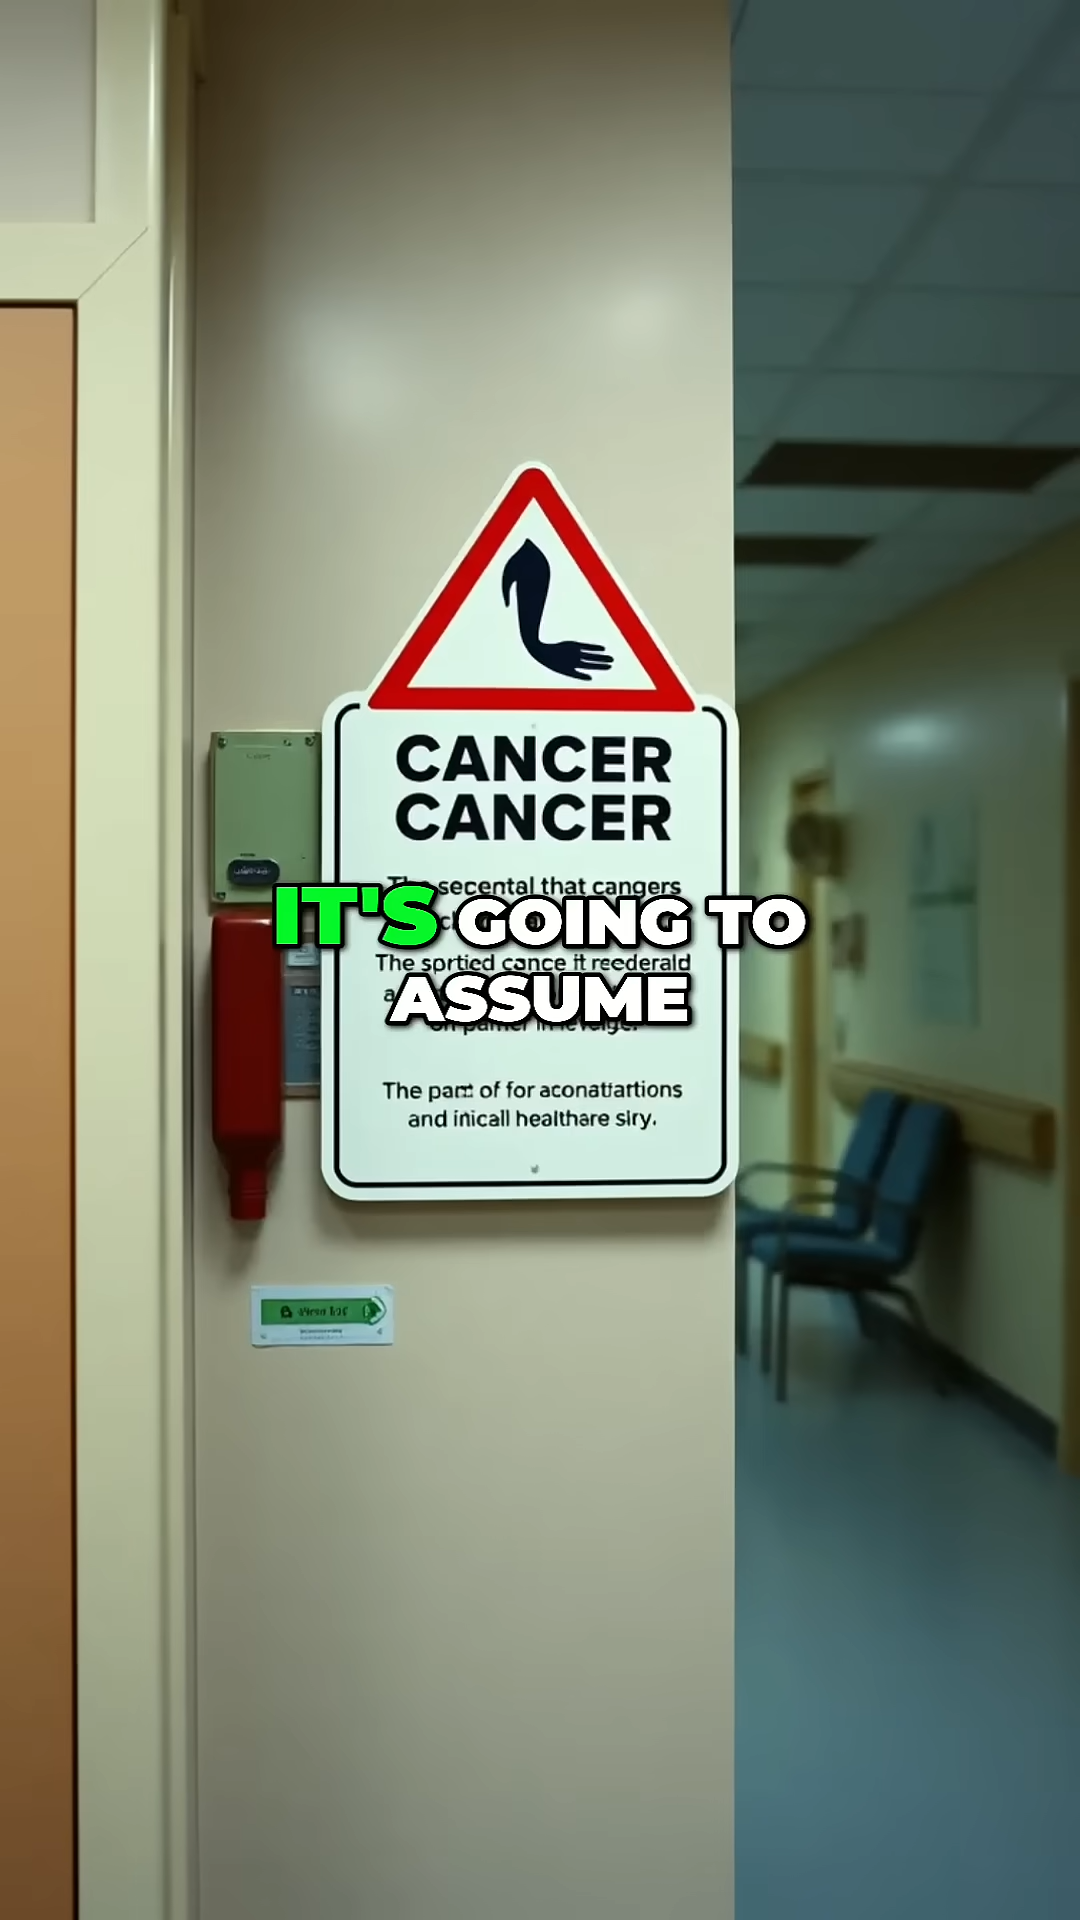 CANCER
CANCER
The secental that cangers
IT'S GOING TO
The sprtied cance it reederald
ASSUME
The part of for aconatiartions
and inicall healthare siry.